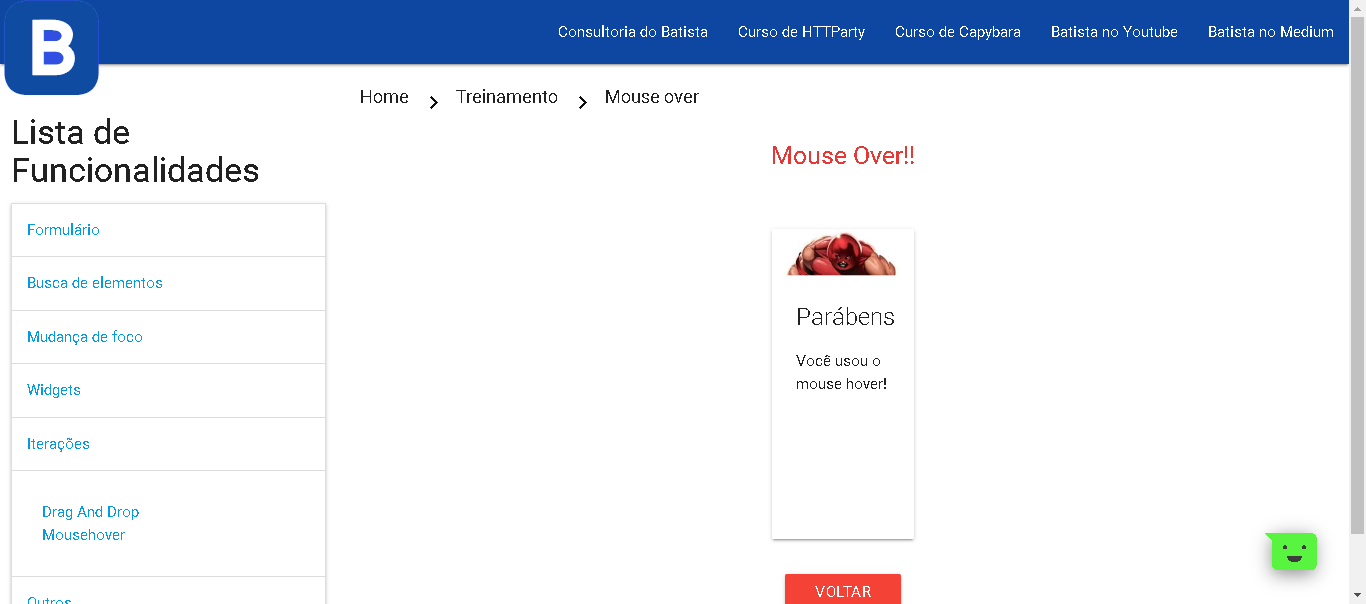 B
Consultoria do Batista Curso de HTTParty Curso de Capybara Batista no Youtube Batista no Medium
Home Treinamento Mouse over
Lista de
Funcionalidades
Formulário
Busca de elementos
Mudança de foco
Widgets
Iterações
Drag And Drop
Mousehover
Outros
Mouse Over!!
Parábens
Você usou o
mouse hover!
VOLTAR